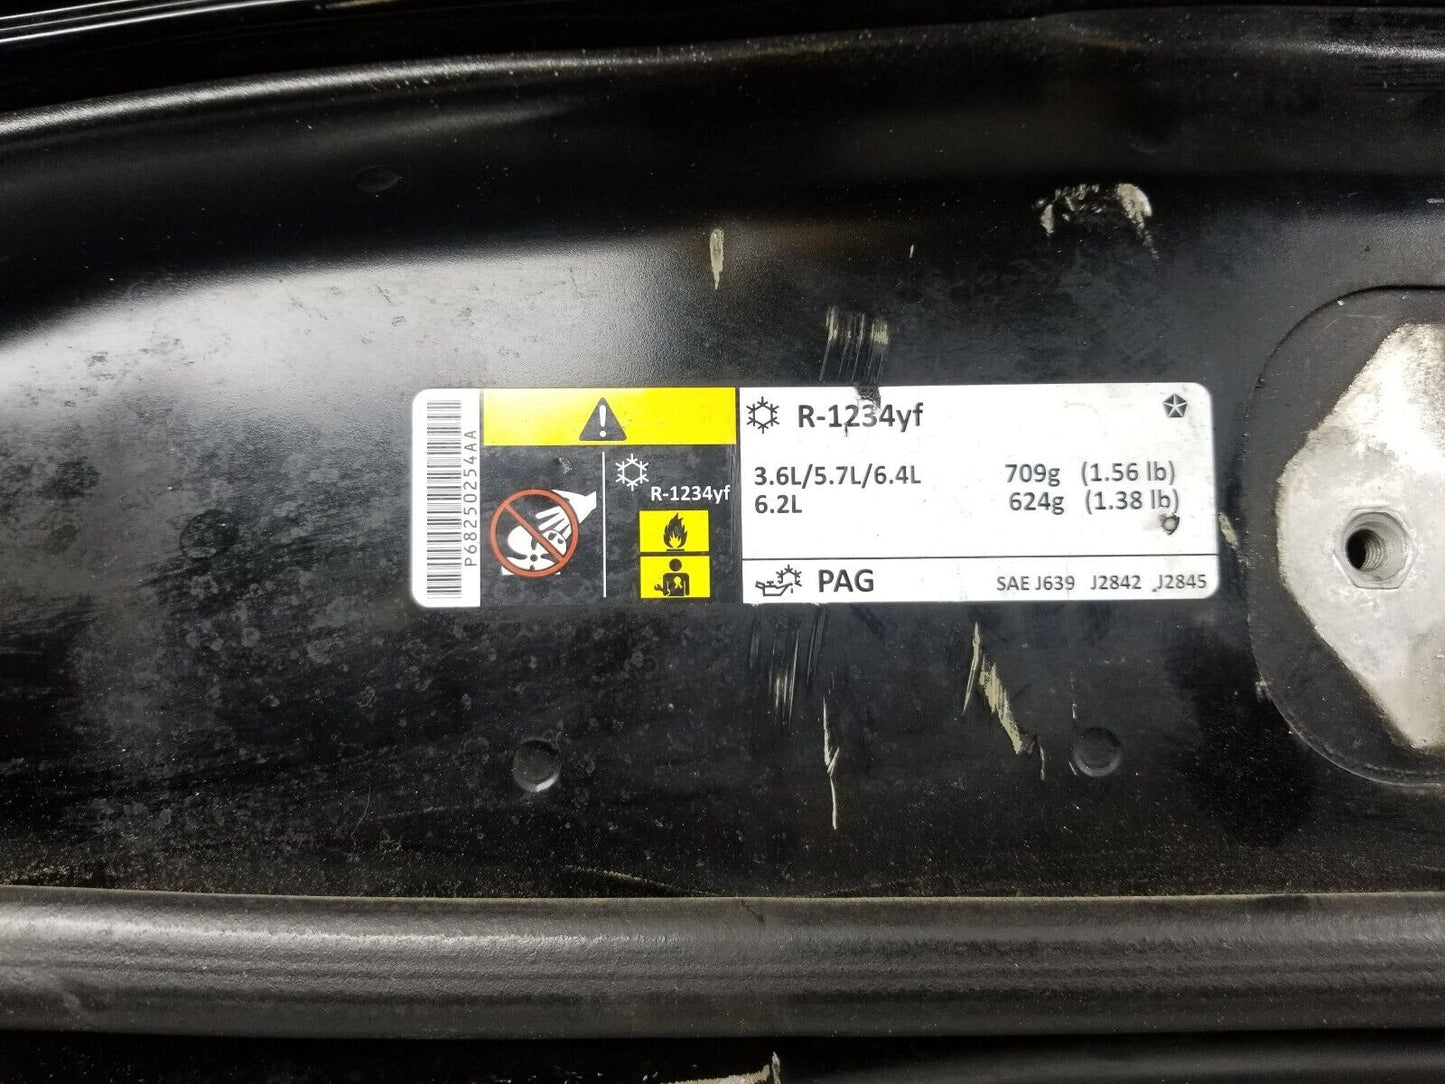 P68250254AA
R-1234yf
R-1234yf
3.6L/5.7L/6.4L 709g (1.56 lb)
6.2L 624g (1.38 lb)
PAG SAE J639 J2842 J2845